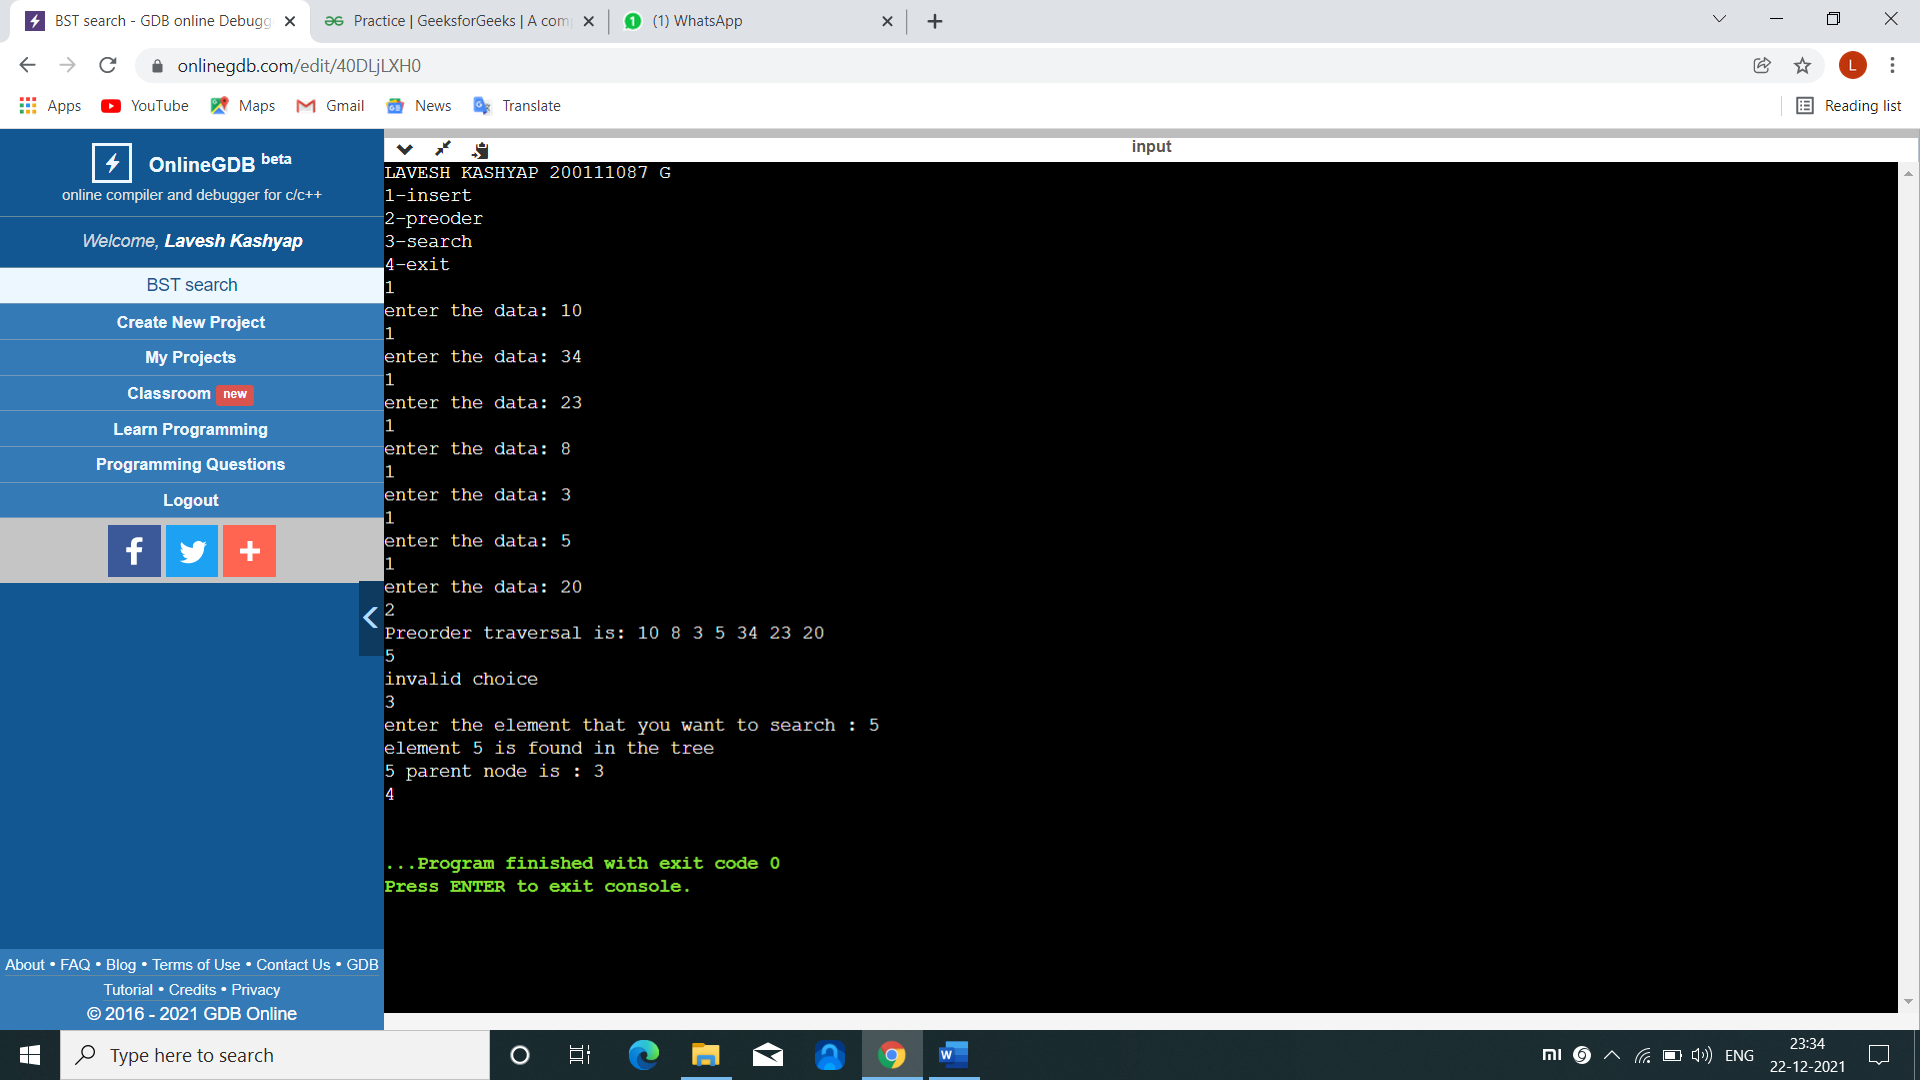 BST search - GDB online Debugg
Practice | GeeksforGeeks | A com
(1) WhatsApp
onlinegdb.com/edit/40DLjLXH0
L
Apps
YouTube
Maps
Gmail
News
Translate
Reading list
OnlineGDB beta
online compiler and debugger for c/c++
Welcome, Lavesh Kashyap
BST search
Create New Project
My Projects
Classroom new
Learn Programming
Programming Questions
Logout
About • FAQ • Blog • Terms of Use • Contact Us • GDB
Tutorial • Credits • Privacy
© 2016 - 2021 GDB Online
input
LAVESH KASHYAP 200111087 G
1-insert
2-preoder
3-search
4-exit
1
enter the data: 10
1
enter the data: 34
1
enter the data: 23
1
enter the data: 8
1
enter the data: 3
1
enter the data: 5
1
enter the data: 20
2
Preorder traversal is: 10 8 3 5 34 23 20
5
invalid choice
3
enter the element that you want to search : 5
element 5 is found in the tree
5 parent node is : 3
4
...Program finished with exit code 0
Press ENTER to exit console.
Type here to search
ENG
23:34
22-12-2021